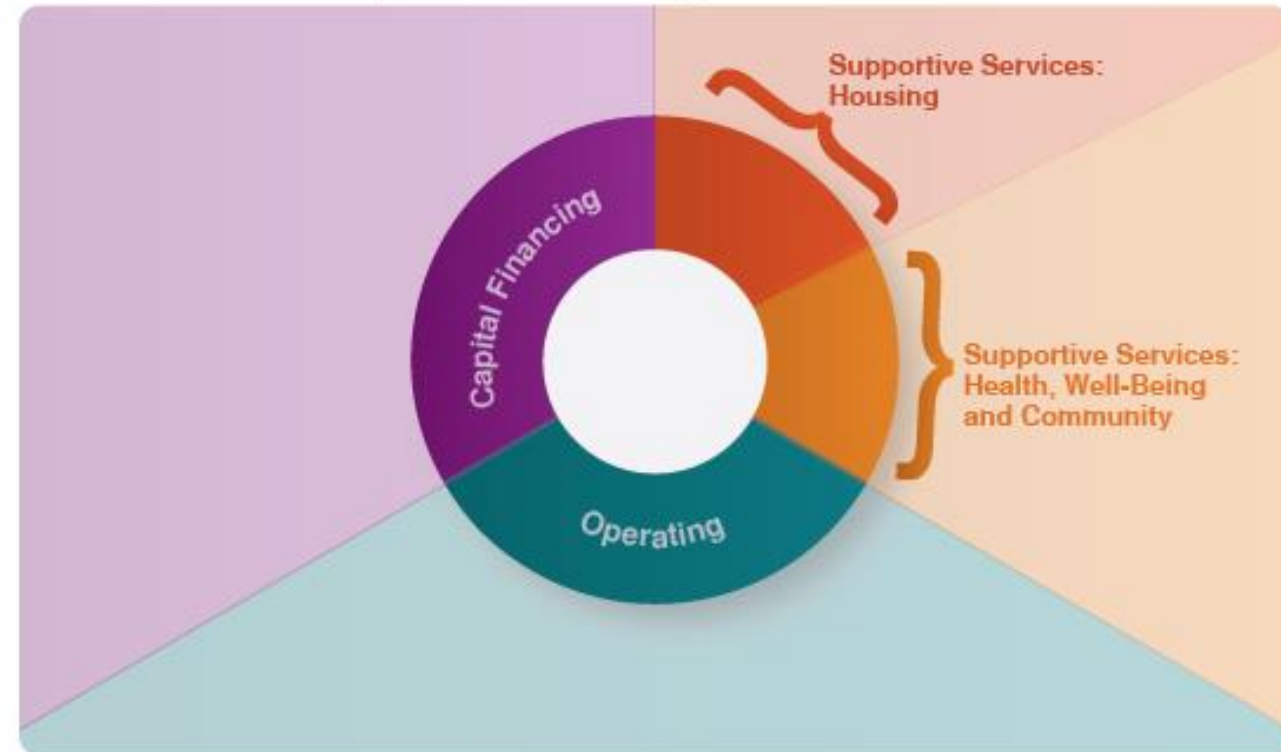 Supportive Services:
Housing
Capital Financing
Supportive Services:
Health, Well-Being
and Community
Operating